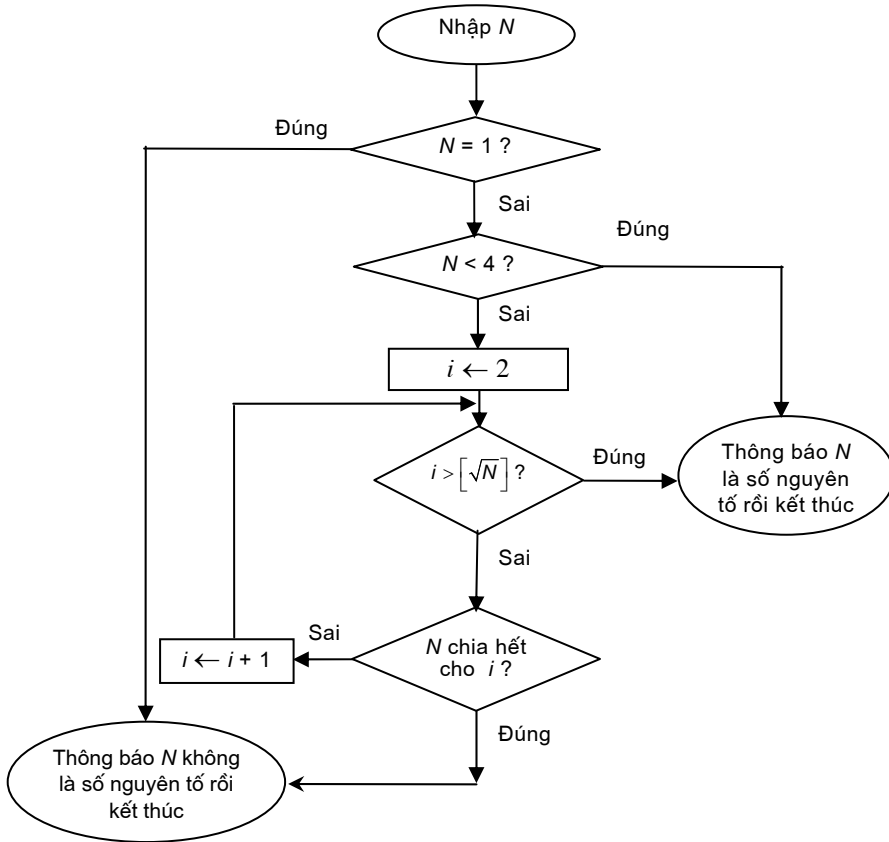 Nhập N
Đúng
N = 1 ?
Sai
Đúng
N < 4 ?
Sai
i ← 2
i > [√N] ?
Đúng
Thông báo N
là số nguyên
tố rồi kết thúc
Sai
Sai
N chia hết
cho i ?
i ← i + 1
Đúng
Thông báo N không
là số nguyên tố rồi
kết thúc